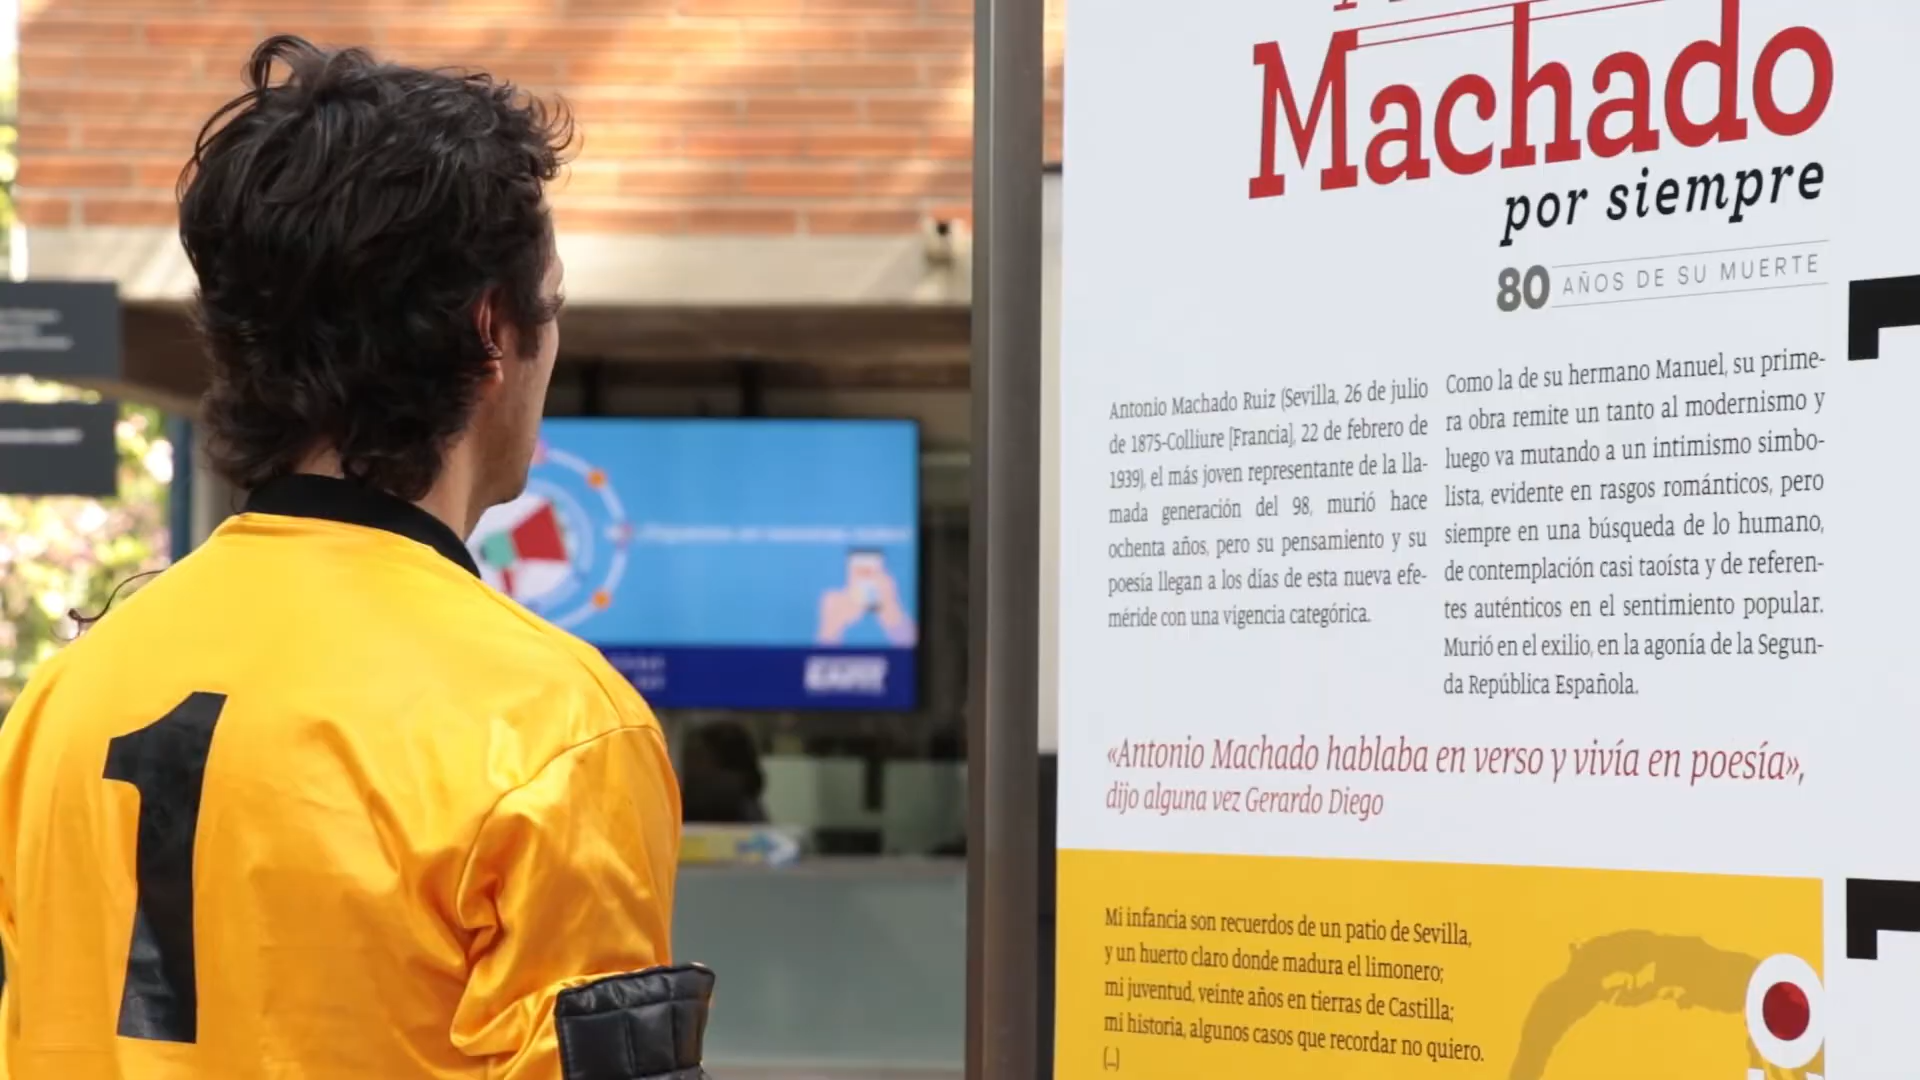 Machado
por siempre
80 AÑOS DE SU MUERTE
Antonio Machado Ruiz (Sevilla, 26 de julio
de 1875-Colliure [Francia], 22 de febrero de
1939), el más joven representante de la lla-
mada generación del 98, murió hace
ochenta años, pero su pensamiento y su
poesía llegan a los días de esta nueva efe-
méride con una vigencia categórica.
Como la de su hermano Manuel, su prime-
ra obra remite un tanto al modernismo y
luego va mutando a un intimismo simbo-
lista, evidente en rasgos románticos, pero
siempre en una búsqueda de lo humano,
de contemplación casi taoísta y de referen-
tes auténticos en el sentimiento popular.
Murió en el exilio, en la agonía de la Segun-
da República Española.
«Antonio Machado hablaba en verso y vivía en poesía»,
dijo alguna vez Gerardo Diego
Mi infancia son recuerdos de un patio de Sevilla,
y un huerto claro donde madura el limonero;
mi juventud, veinte años en tierras de Castilla;
mi historia, algunos casos que recordar no quiero.
(...)
1